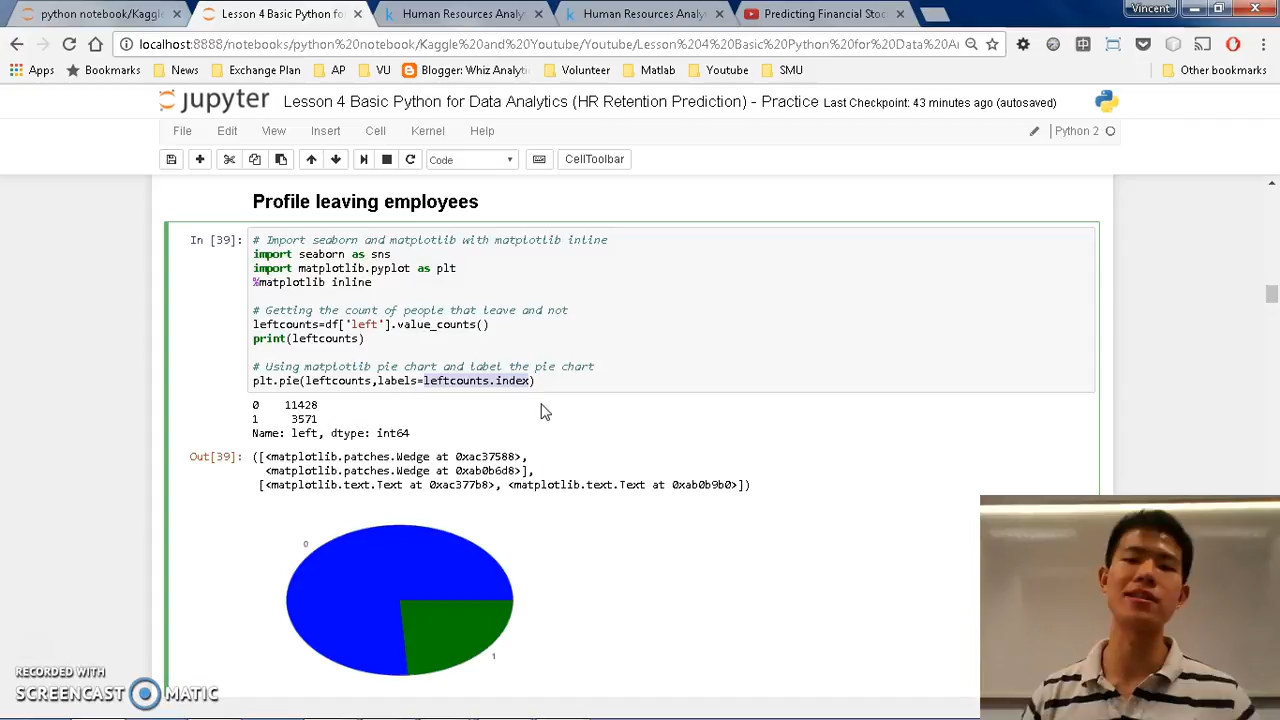 python notebook/Kaggl
Lesson 4 Basic Python for
Human Resources Analy
Human Resources Analy
Predicting Financial St
Vincent
localhost:8888/notebooks/python%20notebook/Kaggle%20and%20Youtube/Youtube/Lesson%204%20Basic%20Python%20for%20Data%20A
Apps
Bookmarks
News
Exchange Plan
AP
VU
Blogger: Whiz Analyti
Volunteer
Matlab
Youtube
SMU
Other bookmarks
jupyter Lesson 4 Basic Python for Data Analytics (HR Retention Prediction) - Practice Last Checkpoint: 43 minutes ago (autosaved)
File Edit View Insert Cell Kernel Help
Python 2
Code
CellToolbar
Profile leaving employees
In [39]:
# Import seaborn and matplotlib with matplotlib inline
import seaborn as sns
import matplotlib.pyplot as plt
%matplotlib inline
# Getting the count of people that leave and not
leftcounts=df['left'].value_counts()
print(leftcounts)
# Using matplotlib pie chart and label the pie chart
plt.pie(leftcounts,labels=leftcounts.index)
0 11428
1 3571
Name: left, dtype: int64
Out[39]: ([<matplotlib.patches.Wedge at 0xac37588>,
<matplotlib.patches.Wedge at 0xab0b6d8>],
[<matplotlib.text.Text at 0xac377b8>, <matplotlib.text.Text at 0xab0b9b0>])
0
1
RECORDED WITH
SCREENCAST MATIC